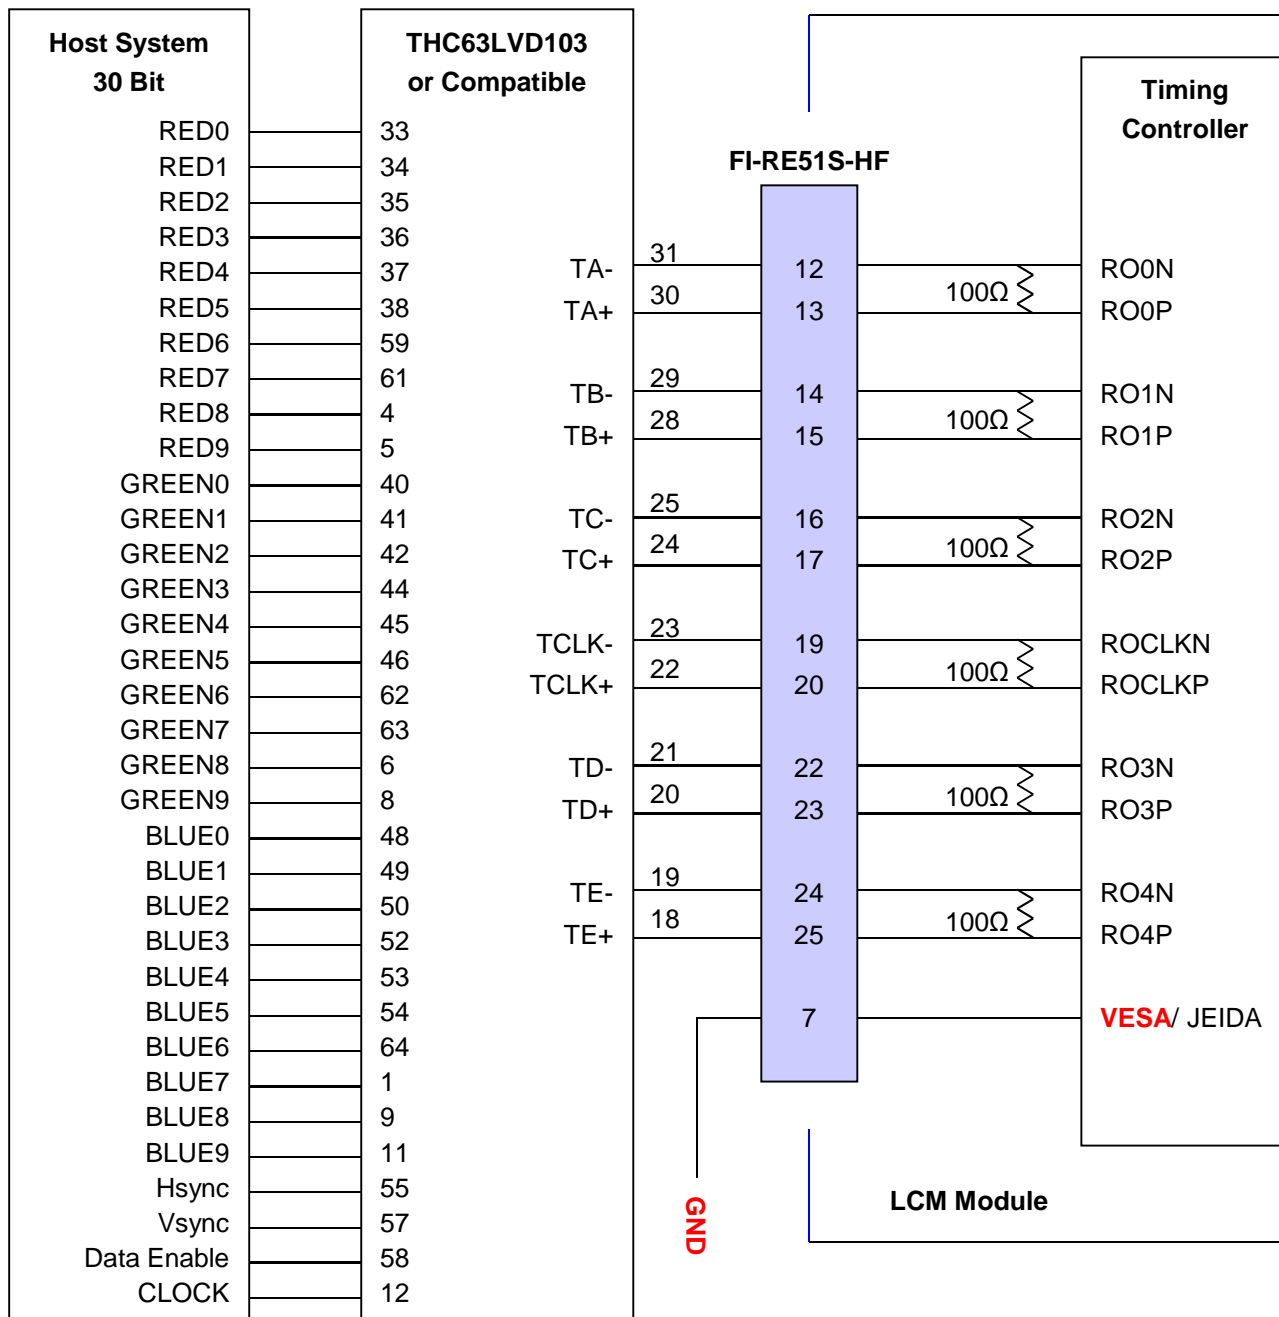 Host System
30 Bit
RED0
RED1
RED2
RED3
RED4
RED5
RED6
RED7
RED8
RED9
GREEN0
GREEN1
GREEN2
GREEN3
GREEN4
GREEN5
GREEN6
GREEN7
GREEN8
GREEN9
BLUE0
BLUE1
BLUE2
BLUE3
BLUE4
BLUE5
BLUE6
BLUE7
BLUE8
BLUE9
Hsync
Vsync
Data Enable
CLOCK
THC63LVD103
or Compatible
33
34
35
36
37
38
59
61
4
5
40
41
42
44
45
46
62
63
6
8
48
49
50
52
53
54
64
1
9
11
55
57
58
12
TA-
TA+
TB-
TB+
TC-
TC+
TCLK-
TCLK+
TD-
TD+
TE-
TE+
31
30
29
28
25
24
23
22
21
20
19
18
GND
FI-RE51S-HF
12
13
14
15
16
17
19
20
22
23
24
25
7
100Ω
100Ω
100Ω
100Ω
100Ω
100Ω
Timing
Controller
RO0N
RO0P
RO1N
RO1P
RO2N
RO2P
ROCLKN
ROCLKP
RO3N
RO3P
RO4N
RO4P
VESA/ JEIDA
LCM Module